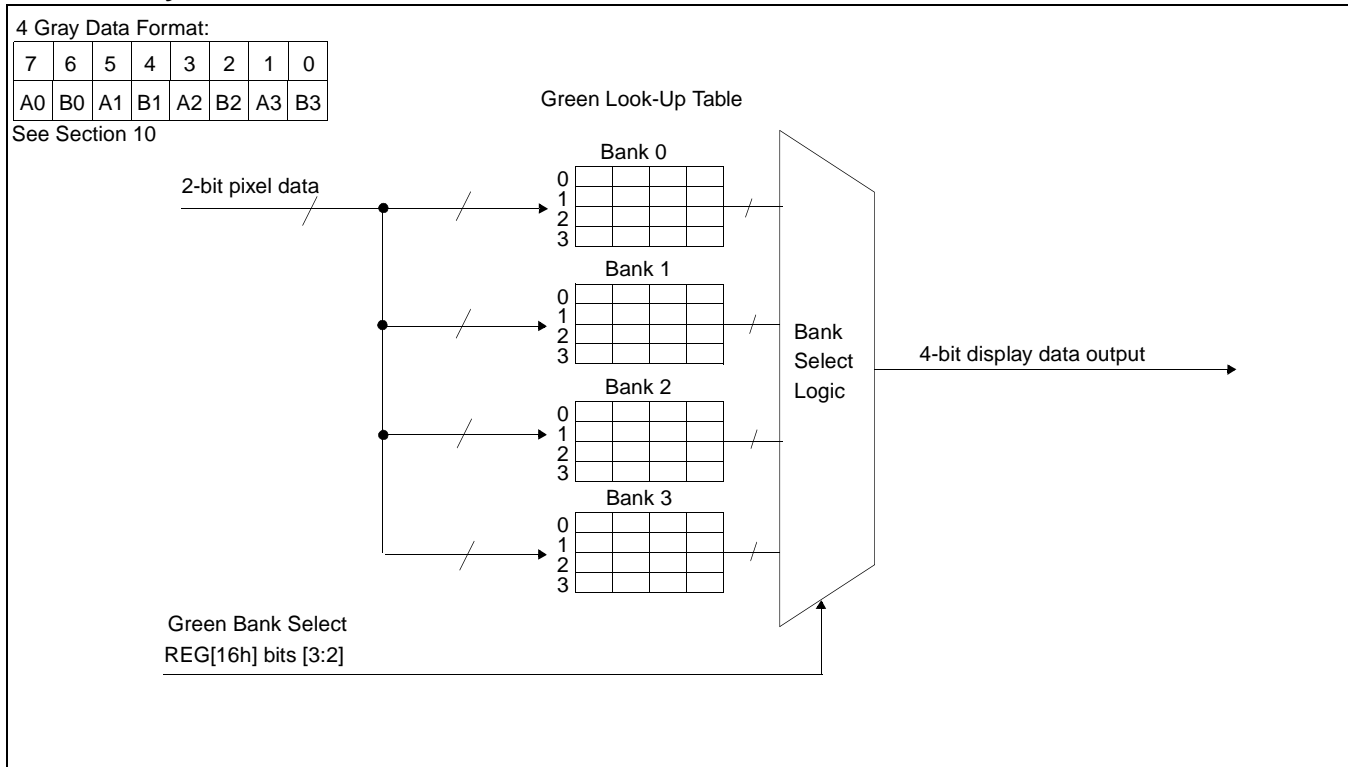 4 Gray Data Format:
7 6 5 4 3 2 1 0
A0 B0 A1 B1 A2 B2 A3 B3
See Section 10
Green Look-Up Table
2-bit pixel data
Bank 0
0
1
2
3
Bank 1
0
1
2
3
Bank 2
0
1
2
3
Bank 3
0
1
2
3
Bank
Select
Logic
4-bit display data output
Green Bank Select
REG[16h] bits [3:2]